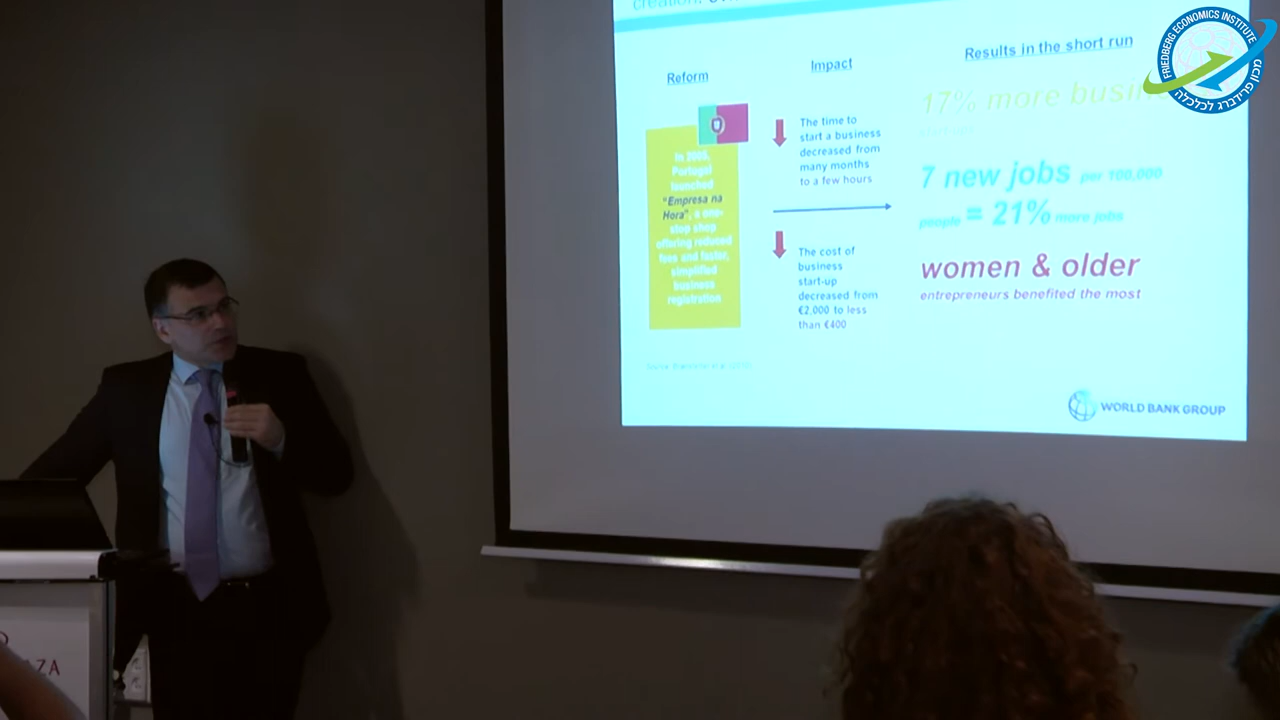 creation,
Reform
Impact
Results in the short run
In 2005,
Portugal
launched
"Empresa na
Hora", a one-
stop shop
offering reduced
fees and faster,
simplified
business
registration
The time to
start a business
decreased from
many months
to a few hours
The cost of
business
start-up
decreased from
€2,000 to less
than €400
17% more busin
7 new jobs per 100,000
people = 21% more jobs
women & older
entrepreneurs benefited the most
WORLD BANK GROUP
FRIEDBERG ECONOMICS INSTITUTE
מכון פרידברג לכלכלה
AZA